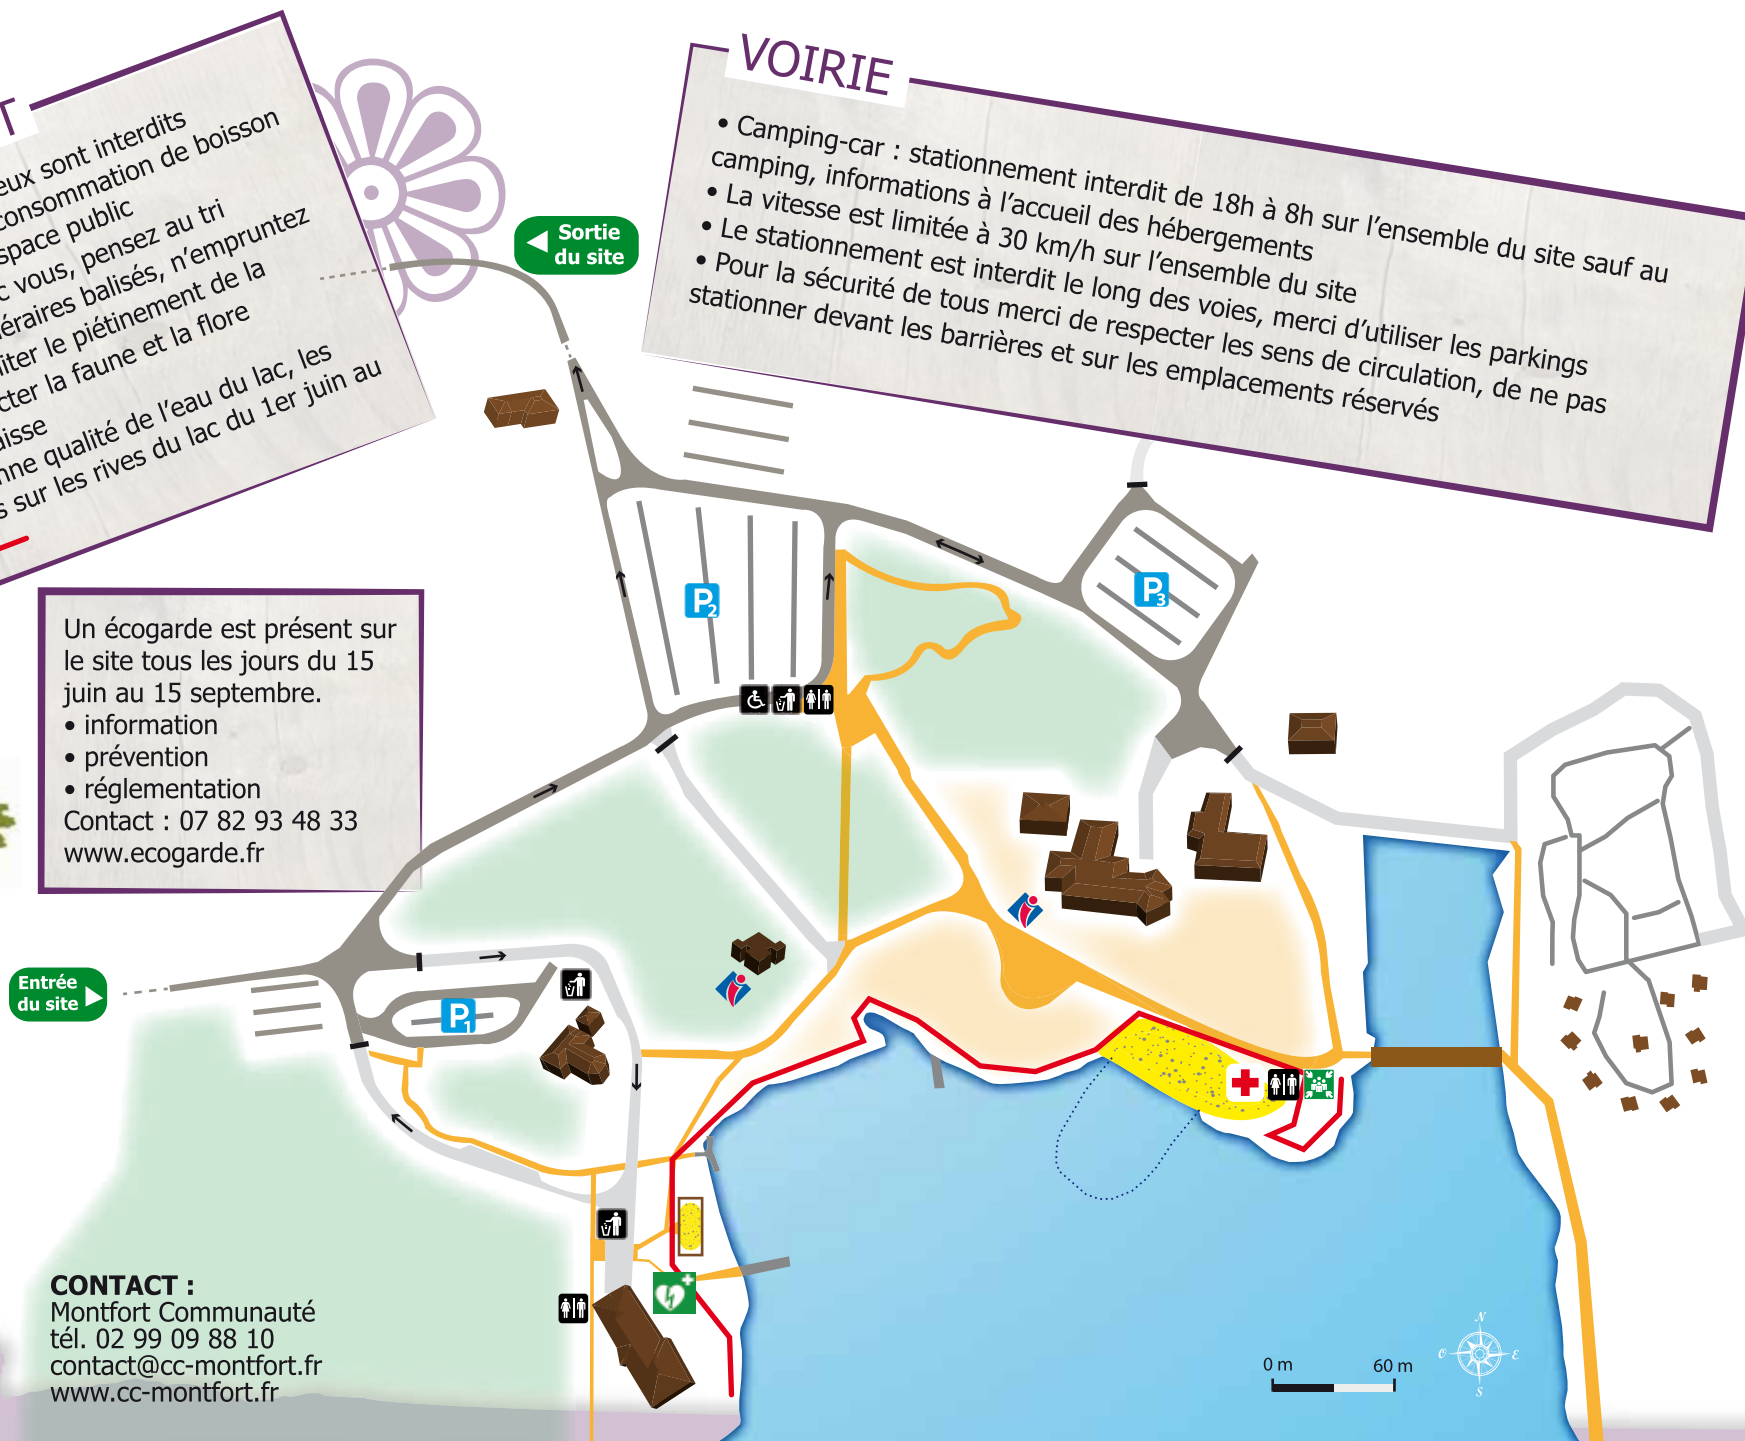 T
eux sont interdits
consommation de boisson
space public
c vous, pensez au tri
éraires balisés, n'empruntez
iter le piétinement de la
cter la faune et la flore
aisse
nne qualité de l'eau du lac, les
s sur les rives du lac du 1er juin au
VOIRIE
• Camping-car : stationnement interdit de 18h à 8h sur l'ensemble du site sauf au
camping, informations à l'accueil des hébergements
• La vitesse est limitée à 30 km/h sur l'ensemble du site
• Le stationnement est interdit le long des voies, merci d'utiliser les parkings
• Pour la sécurité de tous merci de respecter les sens de circulation, de ne pas
stationner devant les barrières et sur les emplacements réservés
Sortie
du site
P2
P3
Un écogarde est présent sur
le site tous les jours du 15
juin au 15 septembre.
• information
• prévention
• réglementation
Contact : 07 82 93 48 33
www.ecogarde.fr
Entrée
du site
P1
CONTACT :
Montfort Communauté
tél. 02 99 09 88 10
contact@cc-montfort.fr
www.cc-montfort.fr
0 m 60 m
N
O E
S